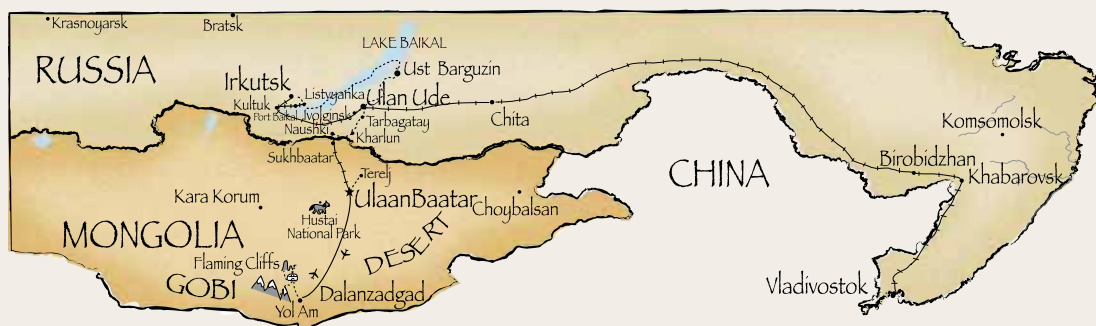 Krasnoyarsk
Bratsk
LAKE BAIKAL
RUSSIA
Ust Barguzin
Irkutsk
Listvyanka
Kultuk
Port Baikal
Ivolginsk
Ulan Ude
Chita
Tarbagatay
Naushki
Kharlun
Komsomolsk
Sukhbaatar
Birobidzhan
Khabarovsk
CHINA
Terelj
UlaanBaatar
Kara Korum
Choybalsan
Hustai
National Park
MONGOLIA
DESERT
Flaming Cliffs
GOBI
Dalanzadgad
Yol Am
Vladivostok